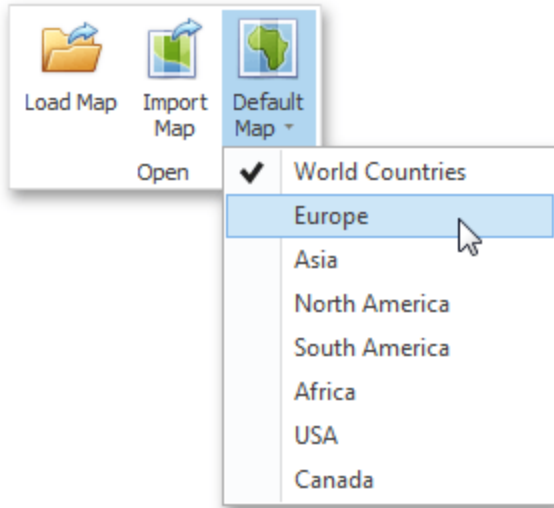 Load Map
Import
Map
Default
Map
Open
World Countries
Europe
Asia
North America
South America
Africa
USA
Canada